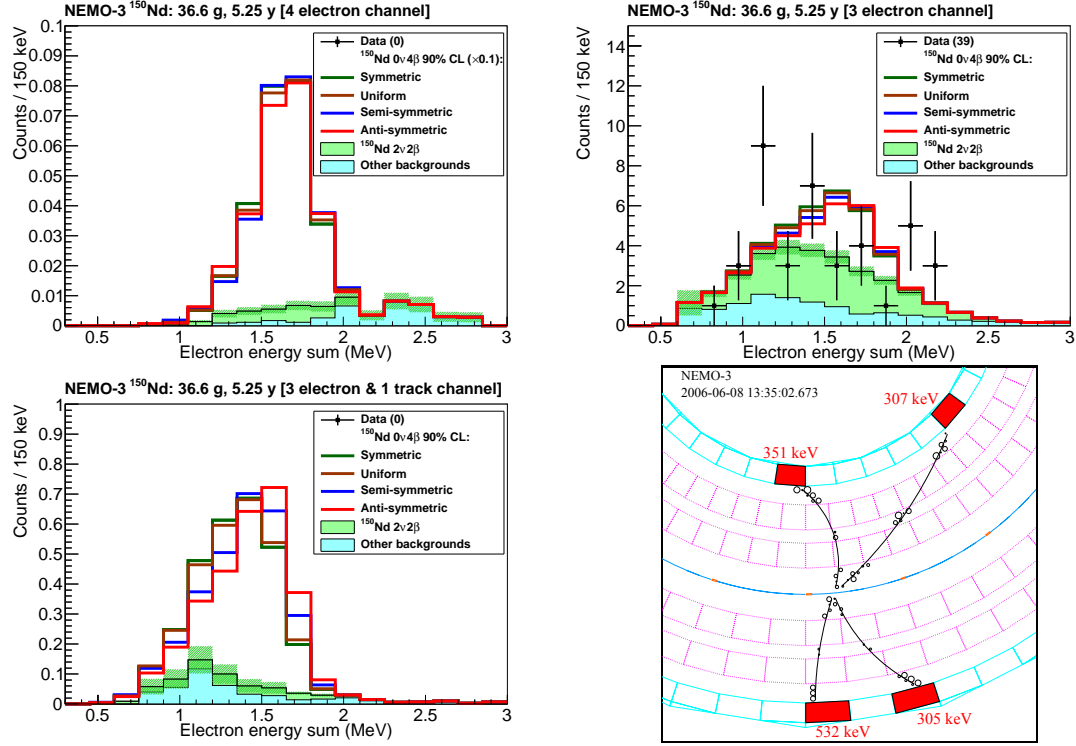 NEMO-3 ¹⁵⁰Nd: 36.6 g, 5.25 y [4 electron channel]
Counts / 150 keV
0.1
0.09
0.08
0.07
0.06
0.05
0.04
0.03
0.02
0.01
0
Data (0)
¹⁵⁰Nd 0ν4β 90% CL (×0.1):
Symmetric
Uniform
Semi-symmetric
Anti-symmetric
¹⁵⁰Nd 2ν2β
Other backgrounds
0.5 1 1.5 2 2.5 3
Electron energy sum (MeV)
NEMO-3 ¹⁵⁰Nd: 36.6 g, 5.25 y [3 electron channel]
Counts / 150 keV
14
12
10
8
6
4
2
0
Data (39)
¹⁵⁰Nd 0ν4β 90% CL:
Symmetric
Uniform
Semi-symmetric
Anti-symmetric
¹⁵⁰Nd 2ν2β
Other backgrounds
0.5 1 1.5 2 2.5 3
Electron energy sum (MeV)
NEMO-3 ¹⁵⁰Nd: 36.6 g, 5.25 y [3 electron & 1 track channel]
Counts / 150 keV
1
0.9
0.8
0.7
0.6
0.5
0.4
0.3
0.2
0.1
0
Data (0)
¹⁵⁰Nd 0ν4β 90% CL:
Symmetric
Uniform
Semi-symmetric
Anti-symmetric
¹⁵⁰Nd 2ν2β
Other backgrounds
0.5 1 1.5 2 2.5 3
Electron energy sum (MeV)
NEMO-3
2006-06-08 13:35:02.673
307 keV
351 keV
305 keV
532 keV